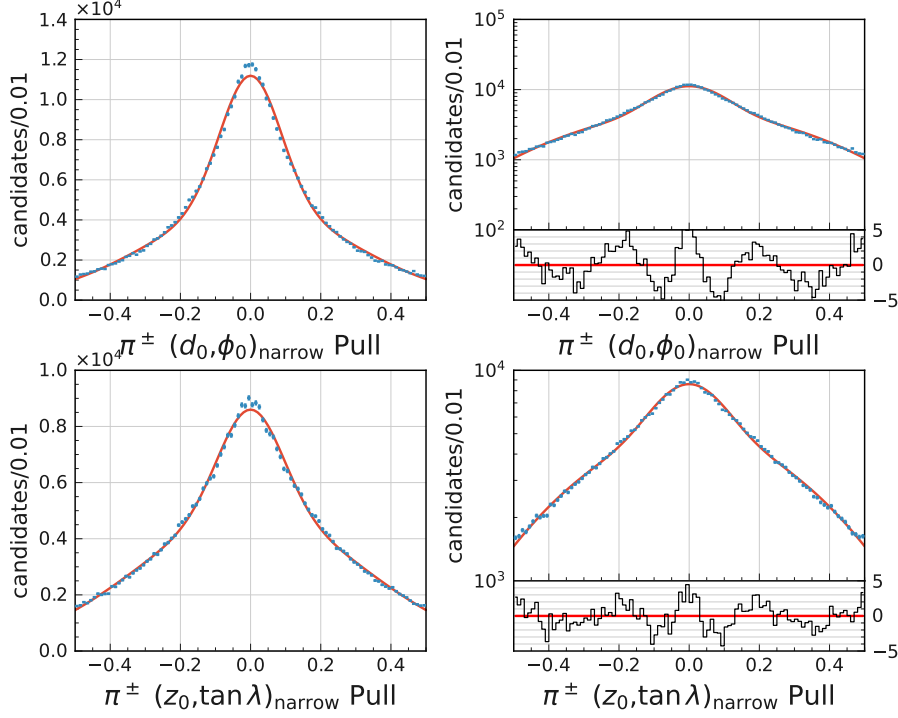 ×10⁴
candidates/0.01
1.4
1.2
1.0
0.8
0.6
0.4
0.2
0.0
−0.4 −0.2 0.0 0.2 0.4
π± (d₀,ϕ₀)narrow Pull
candidates/0.01
10⁵
10⁴
10³
10²
5
0
−5
−0.4 −0.2 0.0 0.2 0.4
π± (d₀,ϕ₀)narrow Pull
×10⁴
candidates/0.01
1.0
0.8
0.6
0.4
0.2
0.0
−0.4 −0.2 0.0 0.2 0.4
π± (z₀,tan λ)narrow Pull
candidates/0.01
10⁴
10³
5
0
−5
−0.4 −0.2 0.0 0.2 0.4
π± (z₀,tan λ)narrow Pull